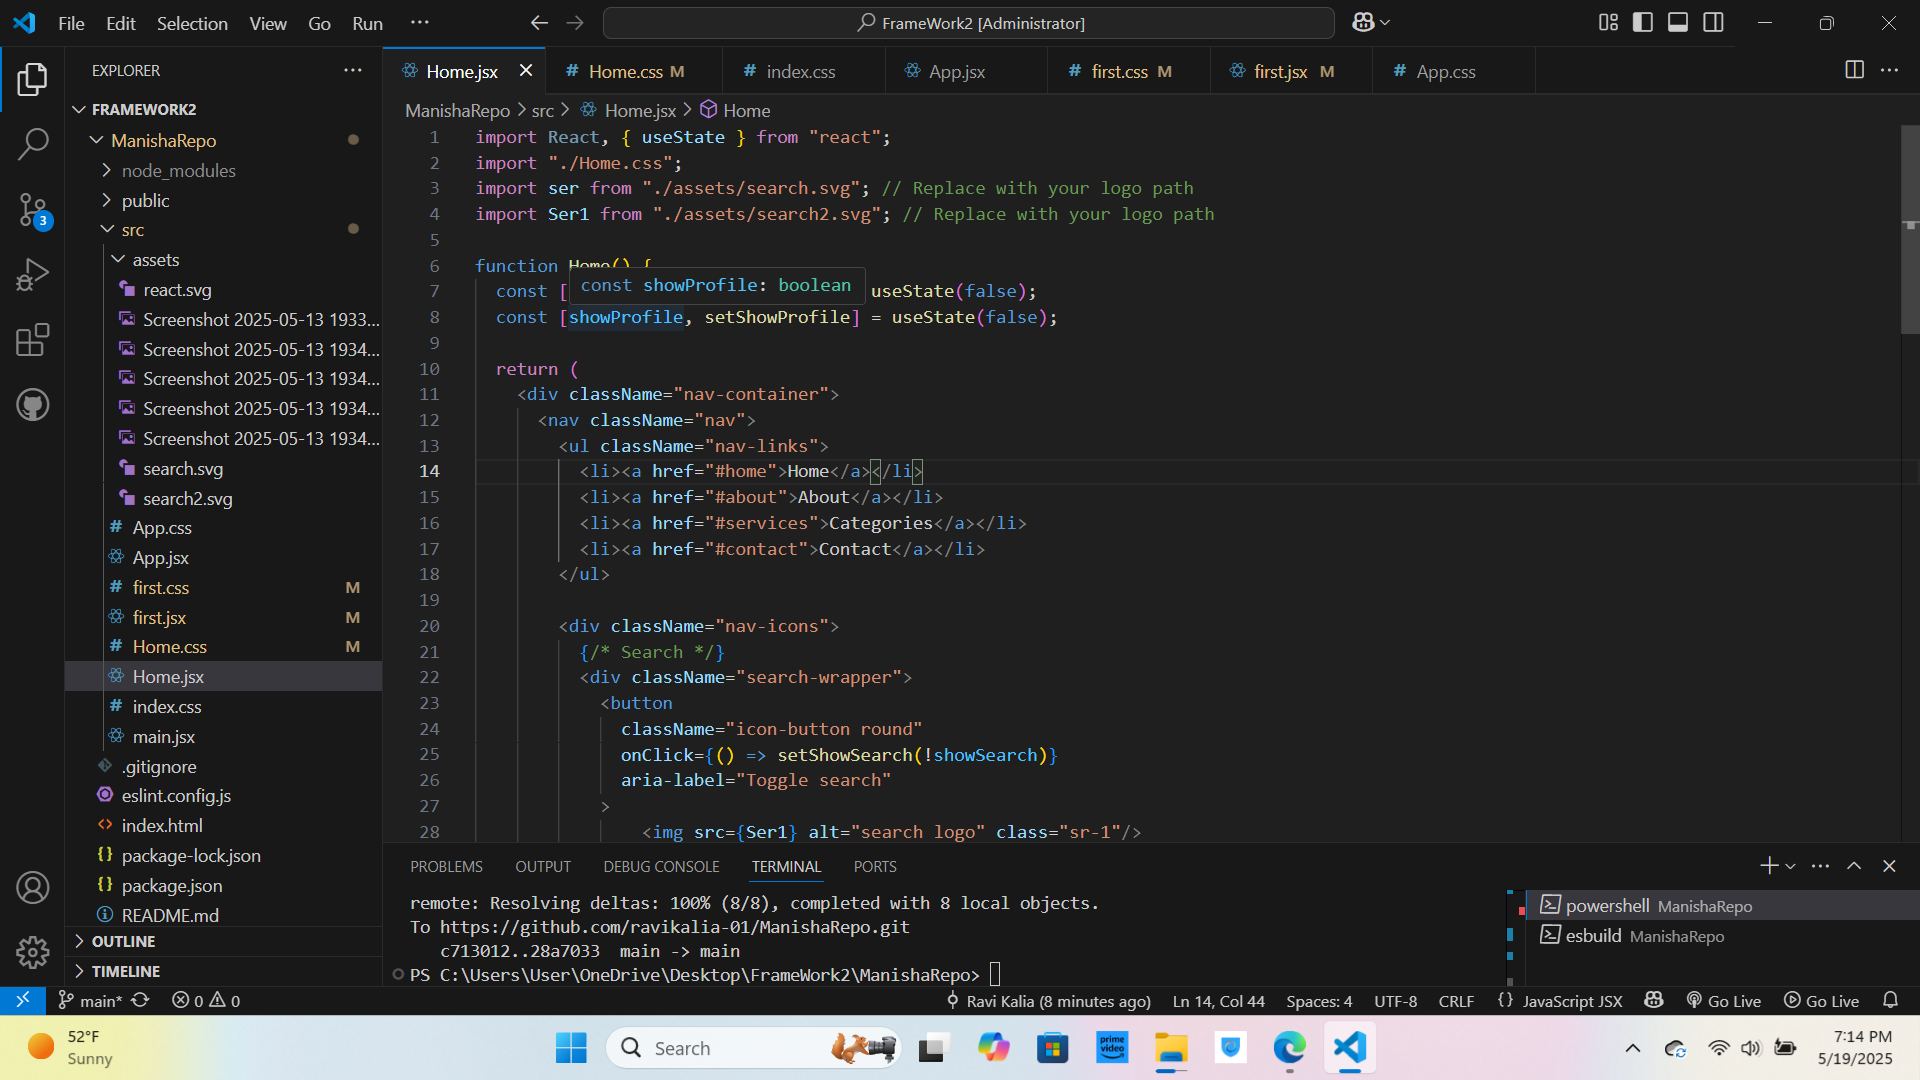 File Edit Selection View Go Run ···
FrameWork2 [Administrator]
EXPLORER
FRAMEWORK2
ManishaRepo
node_modules
public
src
assets
react.svg
Screenshot 2025-05-13 1933...
Screenshot 2025-05-13 1934...
Screenshot 2025-05-13 1934...
Screenshot 2025-05-13 1934...
Screenshot 2025-05-13 1934...
search.svg
search2.svg
# App.css
App.jsx
# first.css M
first.jsx M
# Home.css M
Home.jsx
# index.css
main.jsx
.gitignore
eslint.config.js
index.html
package-lock.json
package.json
README.md
OUTLINE
TIMELINE
3
Home.jsx # Home.css M # index.css App.jsx # first.css M first.jsx M # App.css
ManishaRepo > src > Home.jsx > Home
1 import React, { useState } from "react";
2 import "./Home.css";
3 import ser from "./assets/search.svg"; // Replace with your logo path
4 import Ser1 from "./assets/search2.svg"; // Replace with your logo path
5
6 function Home() {
const showProfile: boolean
7 const [ useState(false);
8 const [showProfile, setShowProfile] = useState(false);
9
10 return (
11 <div className="nav-container">
12 <nav className="nav">
13 <ul className="nav-links">
14 <li><a href="#home">Home</a></li>
15 <li><a href="#about">About</a></li>
16 <li><a href="#services">Categories</a></li>
17 <li><a href="#contact">Contact</a></li>
18 </ul>
19
20 <div className="nav-icons">
21 {/* Search */}
22 <div className="search-wrapper">
23 <button
24 className="icon-button round"
25 onClick={() => setShowSearch(!showSearch)}
26 aria-label="Toggle search"
27 >
28 <img src={Ser1} alt="search logo" class="sr-1"/>
PROBLEMS OUTPUT DEBUG CONSOLE TERMINAL PORTS
remote: Resolving deltas: 100% (8/8), completed with 8 local objects.
To https://github.com/ravikalia-01/ManishaRepo.git
c713012..28a7033 main -> main
PS C:\Users\User\OneDrive\Desktop\FrameWork2\ManishaRepo>
powershell ManishaRepo
esbuild ManishaRepo
main* 0 0 Ravi Kalia (8 minutes ago) Ln 14, Col 44 Spaces: 4 UTF-8 CRLF {} JavaScript JSX Go Live Go Live
52°F
Sunny
Search
prime video
7:14 PM
5/19/2025